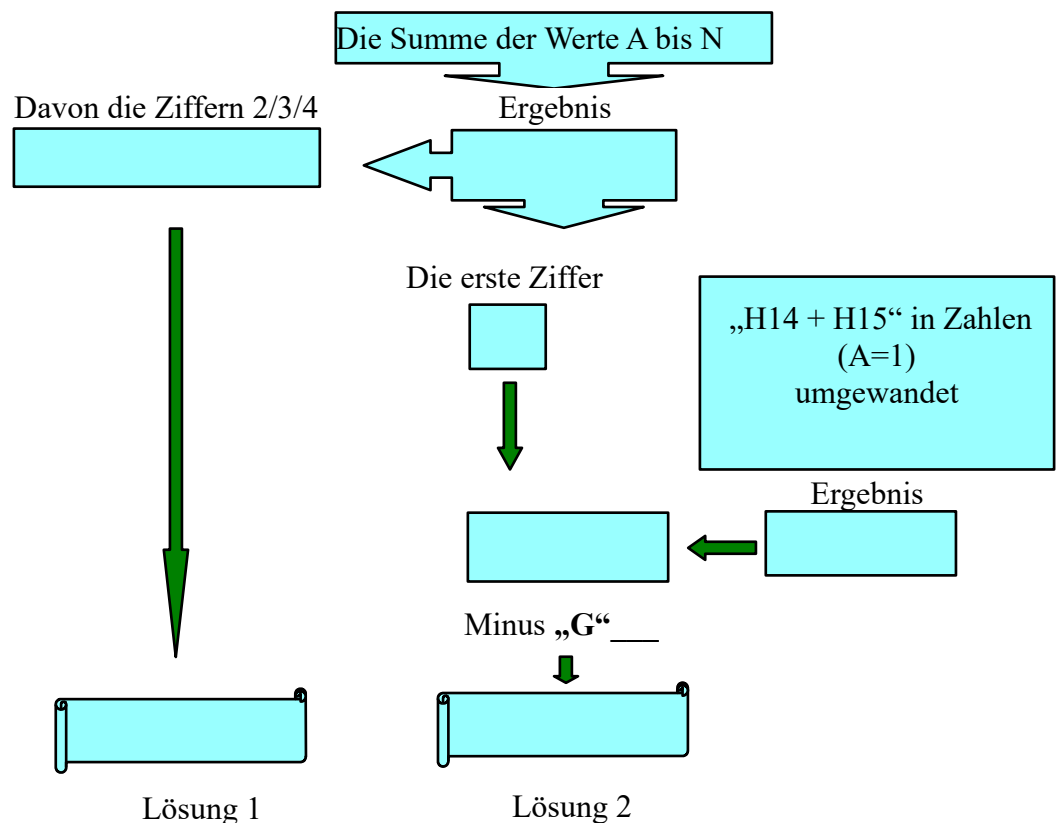 Die Summe der Werte A bis N
Davon die Ziffern 2/3/4
Ergebnis
Die erste Ziffer
„H14 + H15“ in Zahlen
(A=1)
umgewandet
Ergebnis
Minus „G“___
Lösung 1
Lösung 2